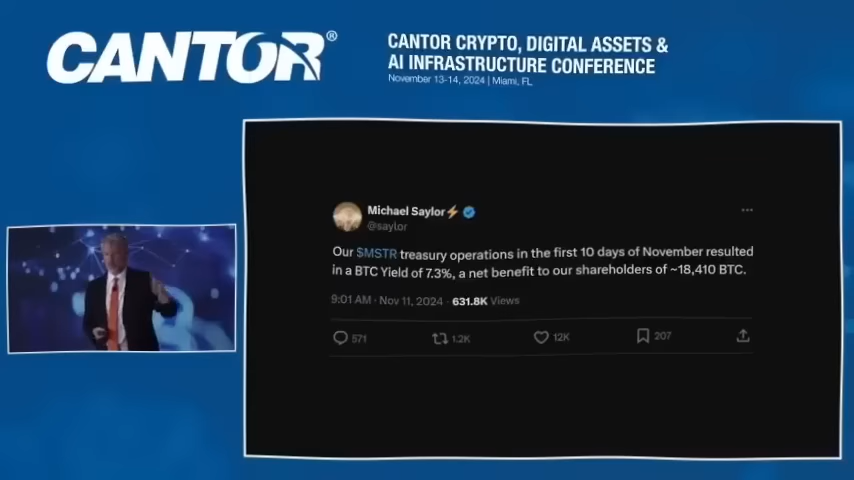 CANTOR®
CANTOR CRYPTO, DIGITAL ASSETS &
AI INFRASTRUCTURE CONFERENCE
November 13-14, 2024 | Miami, FL
Michael Saylor⚡
@saylor
Our $MSTR treasury operations in the first 10 days of November resulted
in a BTC Yield of 7.3%, a net benefit to our shareholders of ~18,410 BTC.
9:01 AM · Nov 11, 2024 · 631.8K Views
571 1.2K 12K 207